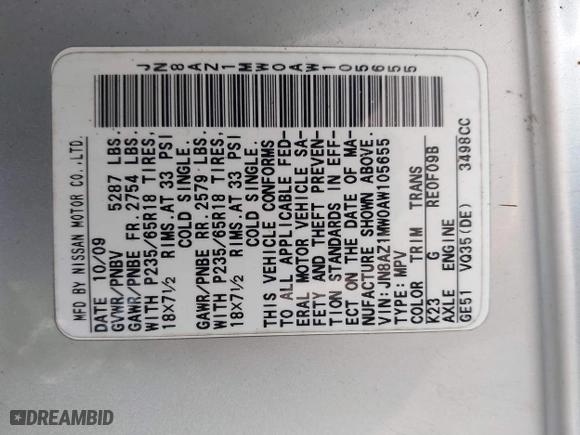 JN8AZ1MW0AW105655
MFD BY NISSAN MOTOR CO.,LTD.
DATE 10/09
GVWR/PNBV 5287 LBS.
GAWR/PNBE FR. 2754 LBS.
WITH P235/65R18 TIRES,
18X7½ RIMS.AT 33 PSI
COLD SINGLE.
GAWR/PNBE RR. 2579 LBS.
WITH P235/65R18 TIRES,
18X7½ RIMS.AT 33 PSI
COLD SINGLE.
THIS VEHICLE CONFORMS
TO ALL APPLICABLE FED-
ERAL MOTOR VEHICLE SA-
FETY AND THEFT PREVEN-
TION STANDARDS IN EFF-
ECT ON THE DATE OF MA-
NUFACTURE SHOWN ABOVE.
VIN:JN8AZ1MW0AW105655
TYPE:MPV
COLOR TRIM TRANS
K23 G RE0F09B
AXLE ENGINE
GE51 VQ35(DE) 3498CC
DREAMBID